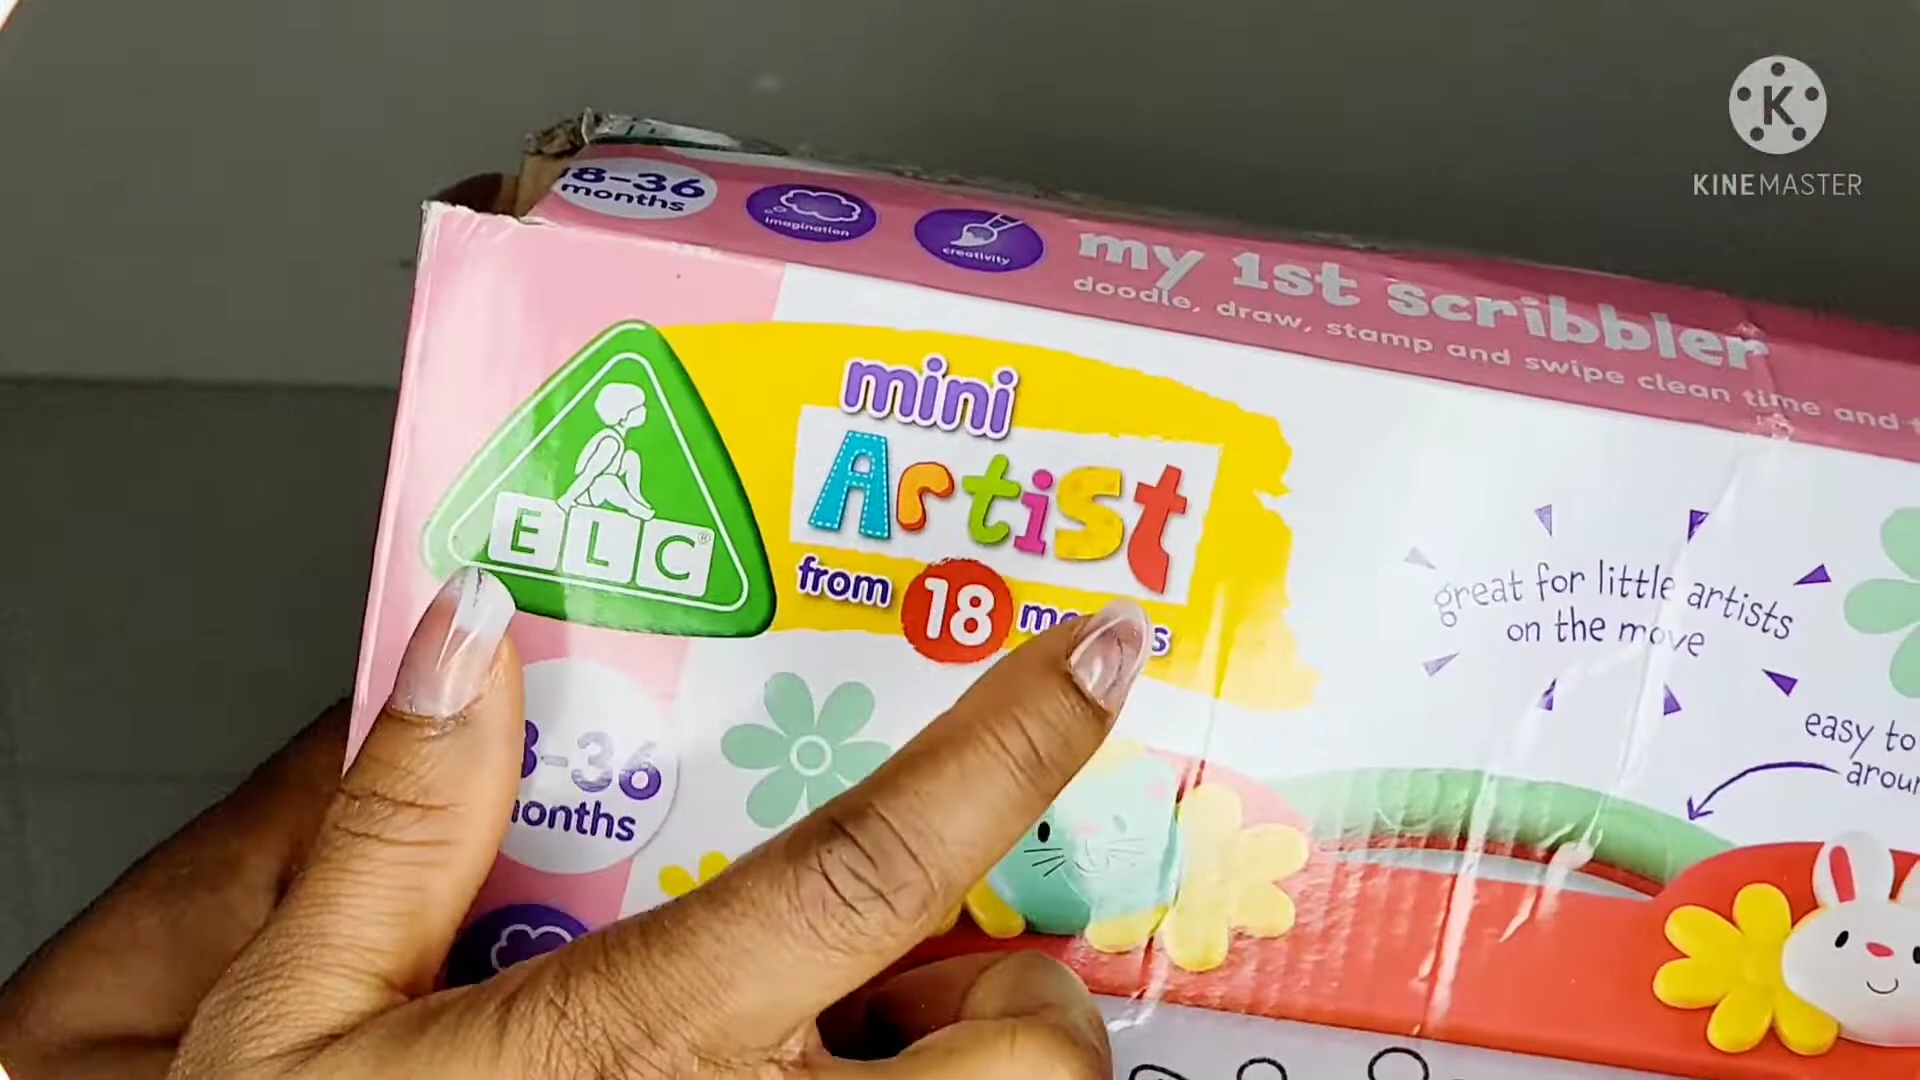 K
KINEMASTER
18-36
months
imagination
creativity
my 1st scribbler
doodle, draw, stamp and swipe clean time and
mini
Artist
from 18
ELC®
great for little artists
on the move
-36
easy to